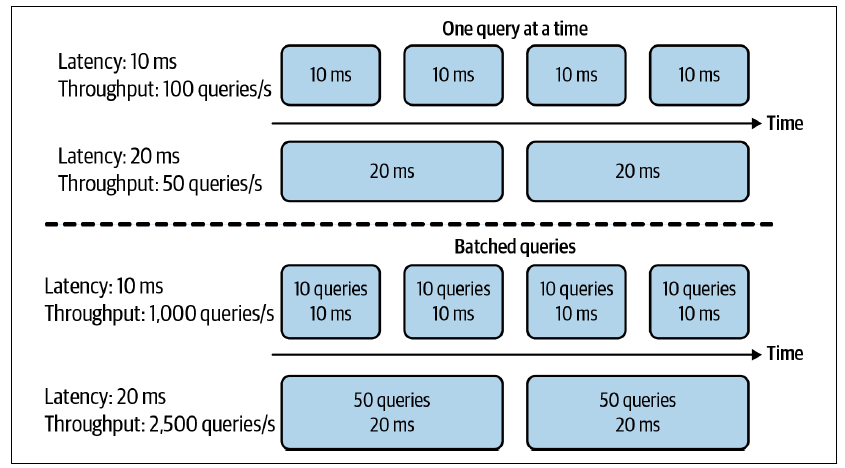 One query at a time
Latency: 10 ms
Throughput: 100 queries/s
10 ms
10 ms
10 ms
10 ms
Time
Latency: 20 ms
Throughput: 50 queries/s
20 ms
20 ms
Batched queries
Latency: 10 ms
Throughput: 1,000 queries/s
10 queries
10 ms
10 queries
10 ms
10 queries
10 ms
10 queries
10 ms
Time
Latency: 20 ms
Throughput: 2,500 queries/s
50 queries
20 ms
50 queries
20 ms